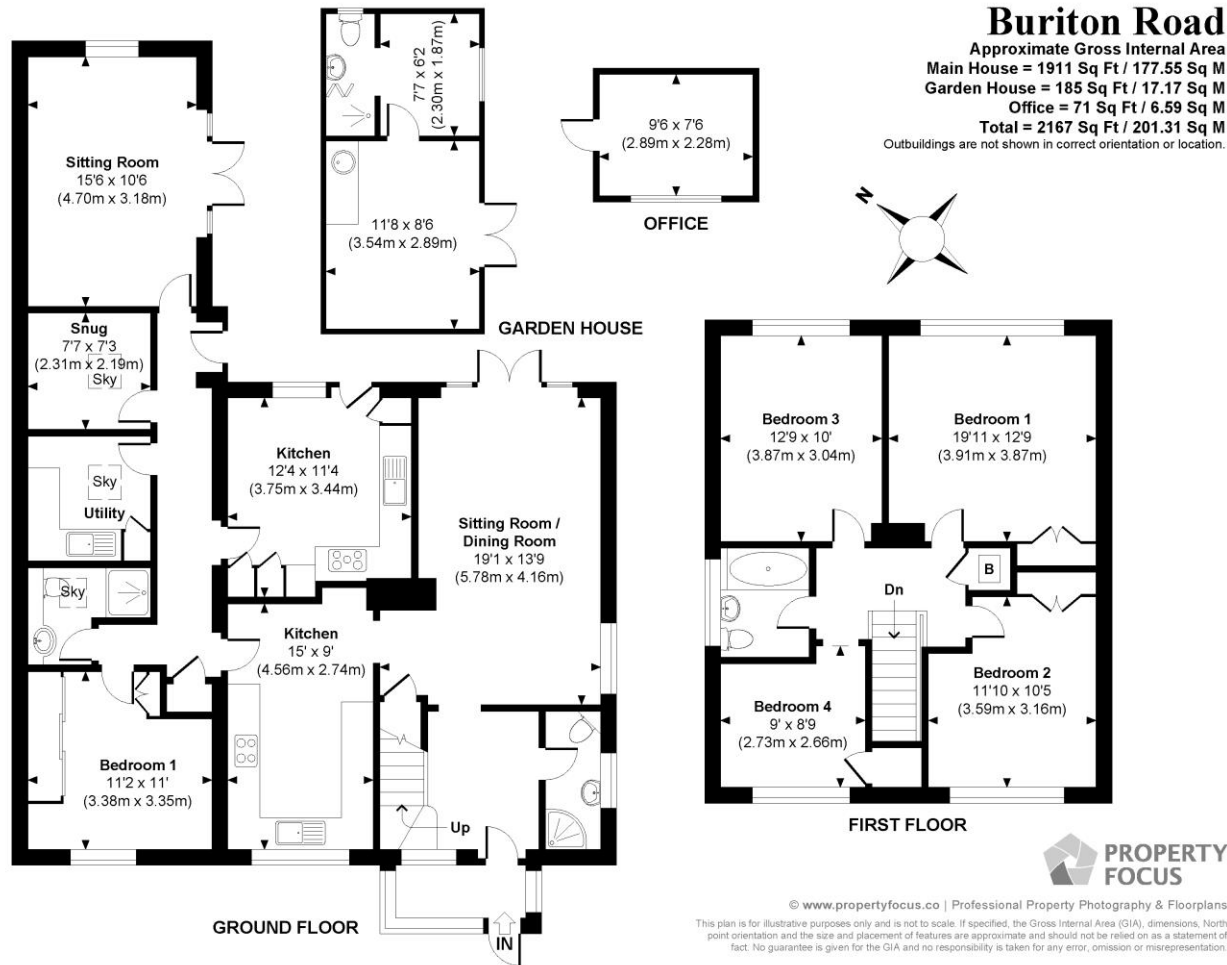 Buriton Road
Approximate Gross Internal Area
Main House = 1911 Sq Ft / 177.55 Sq M
Garden House = 185 Sq Ft / 17.17 Sq M
Office = 71 Sq Ft / 6.59 Sq M
Total = 2167 Sq Ft / 201.31 Sq M
Outbuildings are not shown in correct orientation or location.
N
7'7 x 6'2
(2.30m x 1.87m)
11'8 x 8'6
(3.54m x 2.89m)
GARDEN HOUSE
9'6 x 7'6
(2.89m x 2.28m)
OFFICE
Sitting Room
15'6 x 10'6
(4.70m x 3.18m)
Snug
7'7 x 7'3
(2.31m x 2.19m)
Sky
Sky
Utility
Sky
Kitchen
12'4 x 11'4
(3.75m x 3.44m)
Sitting Room /
Dining Room
19'1 x 13'9
(5.78m x 4.16m)
Kitchen
15' x 9'
(4.56m x 2.74m)
Bedroom 1
11'2 x 11'
(3.38m x 3.35m)
Up
IN
GROUND FLOOR
Bedroom 3
12'9 x 10'
(3.87m x 3.04m)
Bedroom 1
19'11 x 12'9
(3.91m x 3.87m)
B
Dn
Bedroom 2
11'10 x 10'5
(3.59m x 3.16m)
Bedroom 4
9' x 8'9
(2.73m x 2.66m)
FIRST FLOOR
PROPERTY
FOCUS
© www.propertyfocus.co | Professional Property Photography & Floorplans
This plan is for illustrative purposes only and is not to scale. If specified, the Gross Internal Area (GIA), dimensions, North
point orientation and the size and placement of features are approximate and should not be relied on as a statement of
fact. No guarantee is given for the GIA and no responsibility is taken for any error, omission or misrepresentation.